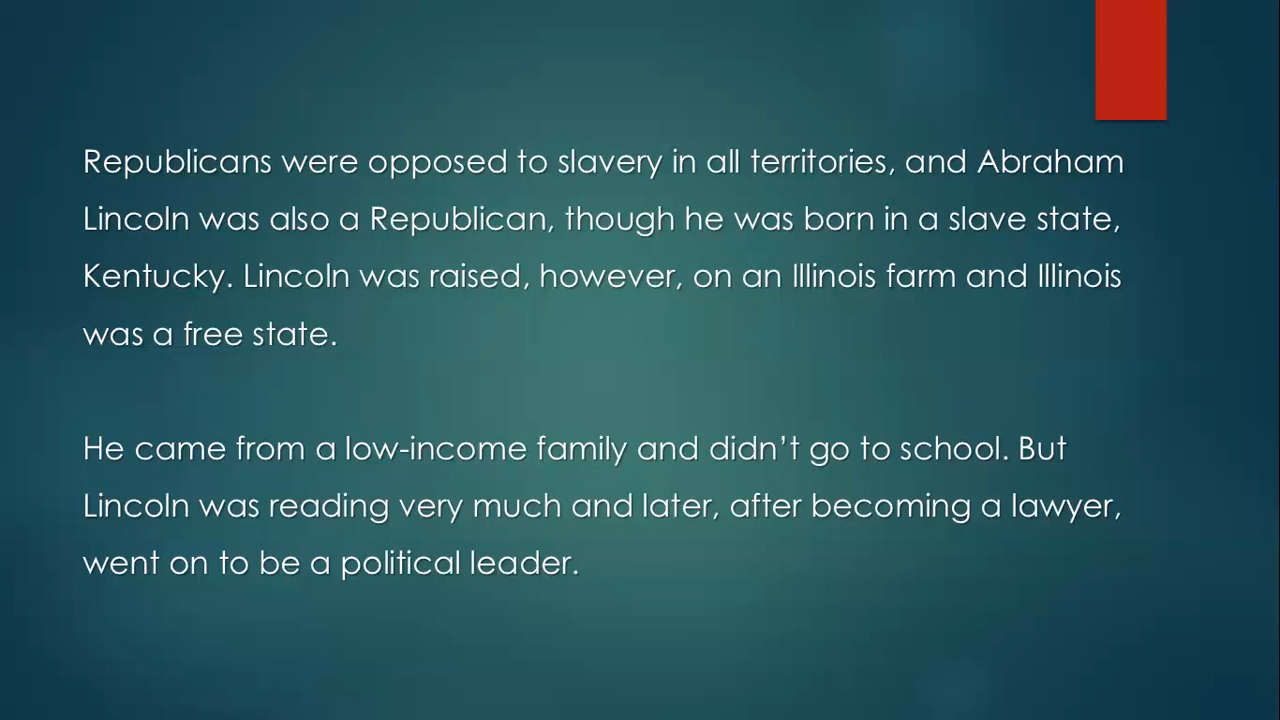 Republicans were opposed to slavery in all territories, and Abraham
Lincoln was also a Republican, though he was born in a slave state,
Kentucky. Lincoln was raised, however, on an Illinois farm and Illinois
was a free state.
He came from a low-income family and didn’t go to school. But
Lincoln was reading very much and later, after becoming a lawyer,
went on to be a political leader.